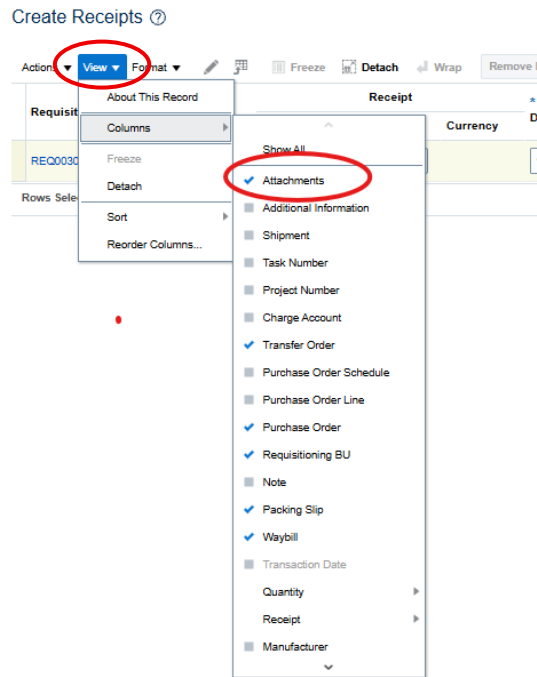 Create Receipts
Actions View Format Freeze Detach Wrap Remove
About This Record Receipt
Requisit Currency D
Columns
Show All
REQ0030 Freeze
Attachments
Detach
Rows Sele
Additional Information
Sort
Shipment
Reorder Columns...
Task Number
Project Number
Charge Account
Transfer Order
Purchase Order Schedule
Purchase Order Line
Purchase Order
Requisitioning BU
Note
Packing Slip
Waybill
Transaction Date
Quantity
Receipt
Manufacturer